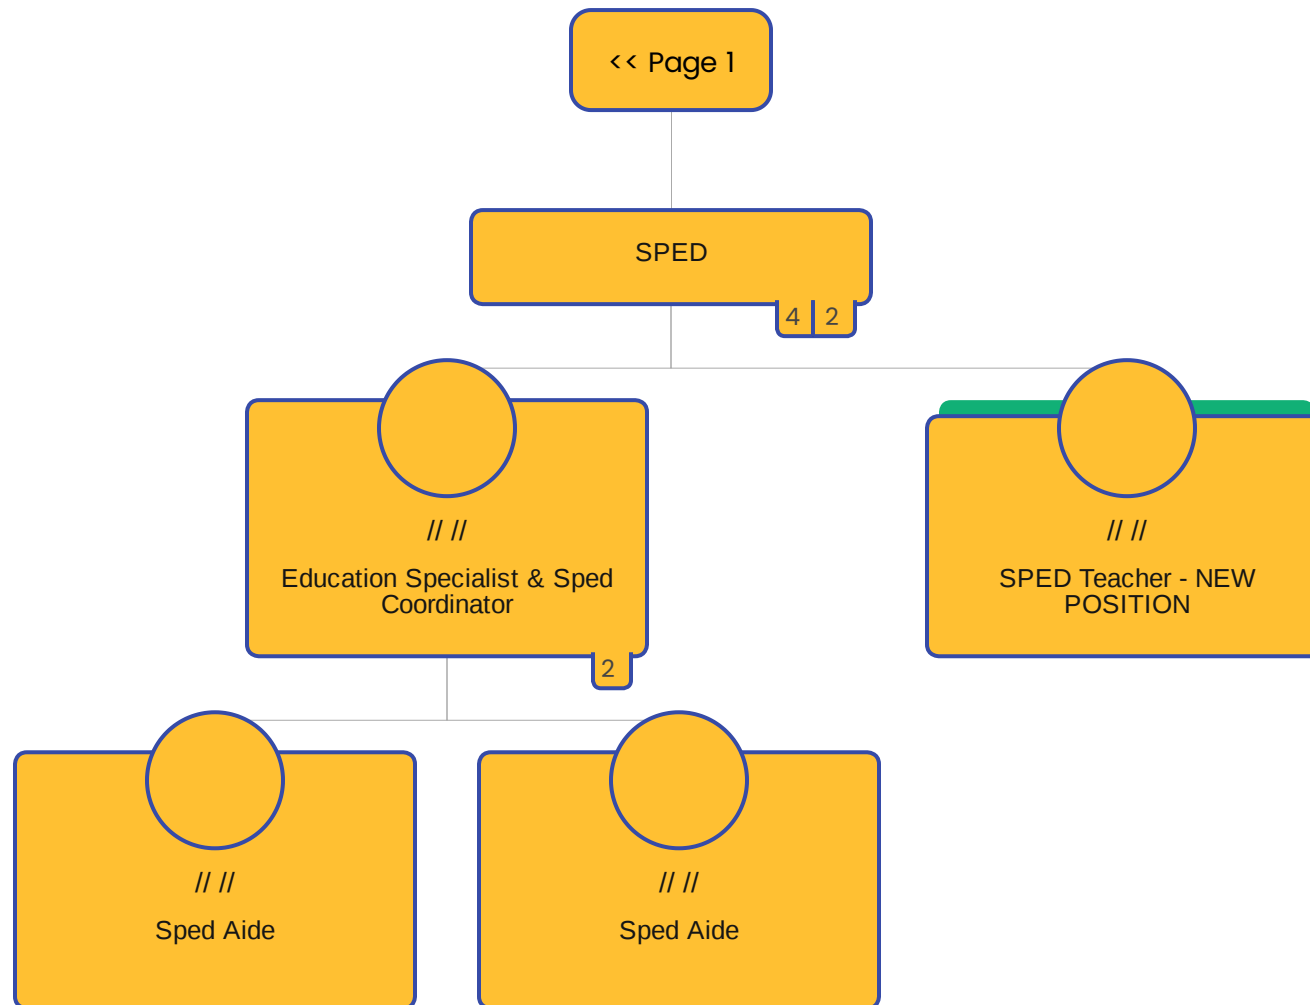 << Page 1
SPED
4 2
// //
Education Specialist & Sped
Coordinator
2
// //
SPED Teacher - NEW
POSITION
// //
Sped Aide
// //
Sped Aide